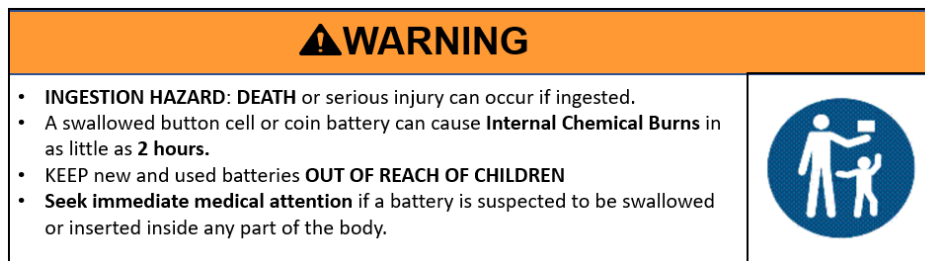 ⚠WARNING
• INGESTION HAZARD: DEATH or serious injury can occur if ingested.
• A swallowed button cell or coin battery can cause Internal Chemical Burns in
as little as 2 hours.
• KEEP new and used batteries OUT OF REACH OF CHILDREN
• Seek immediate medical attention if a battery is suspected to be swallowed
or inserted inside any part of the body.